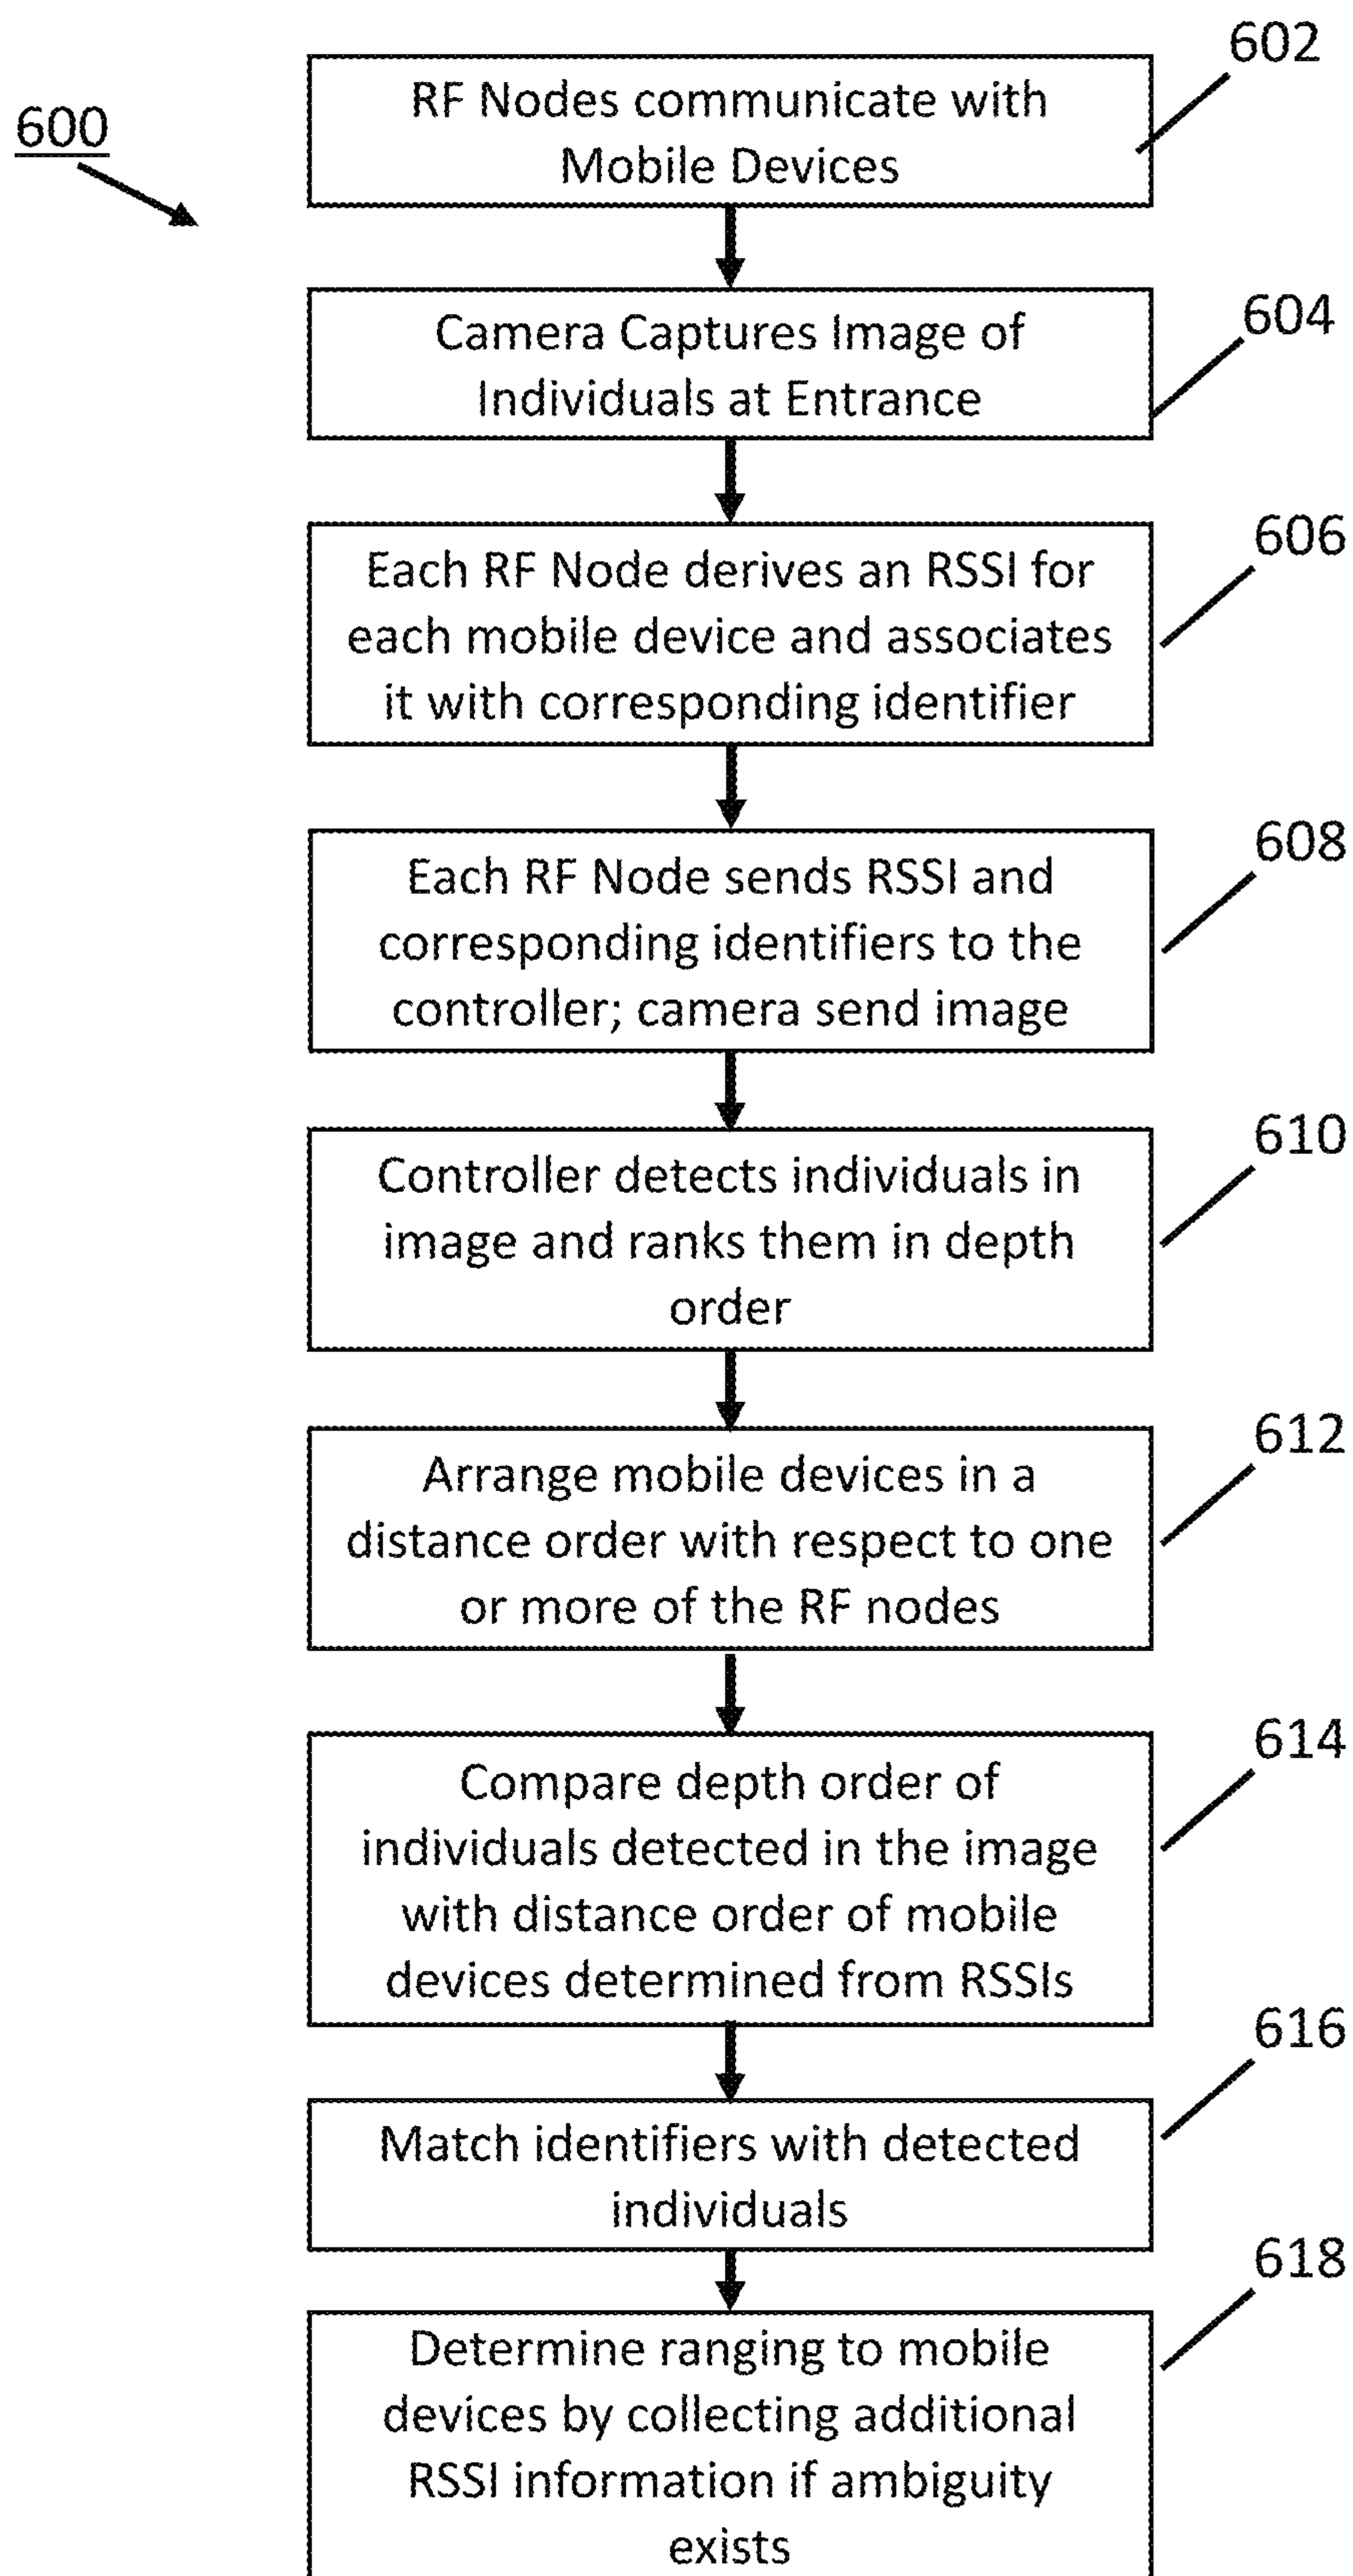 600
602
RF Nodes communicate with
Mobile Devices
604
Camera Captures Image of
Individuals at Entrance
606
Each RF Node derives an RSSI for
each mobile device and associates
it with corresponding identifier
608
Each RF Node sends RSSI and
corresponding identifiers to the
controller; camera send image
610
Controller detects individuals in
image and ranks them in depth
order
612
Arrange mobile devices in a
distance order with respect to one
or more of the RF nodes
614
Compare depth order of
individuals detected in the image
with distance order of mobile
devices determined from RSSIs
616
Match identifiers with detected
individuals
618
Determine ranging to mobile
devices by collecting additional
RSSI information if ambiguity
exists